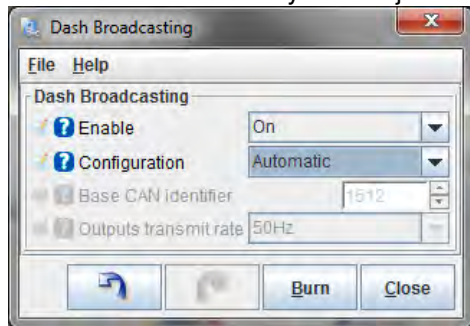 Dash Broadcasting
File Help
Dash Broadcasting
Enable On
Configuration Automatic
Base CAN identifier 1512
Outputs transmit rate 50Hz
Burn Close